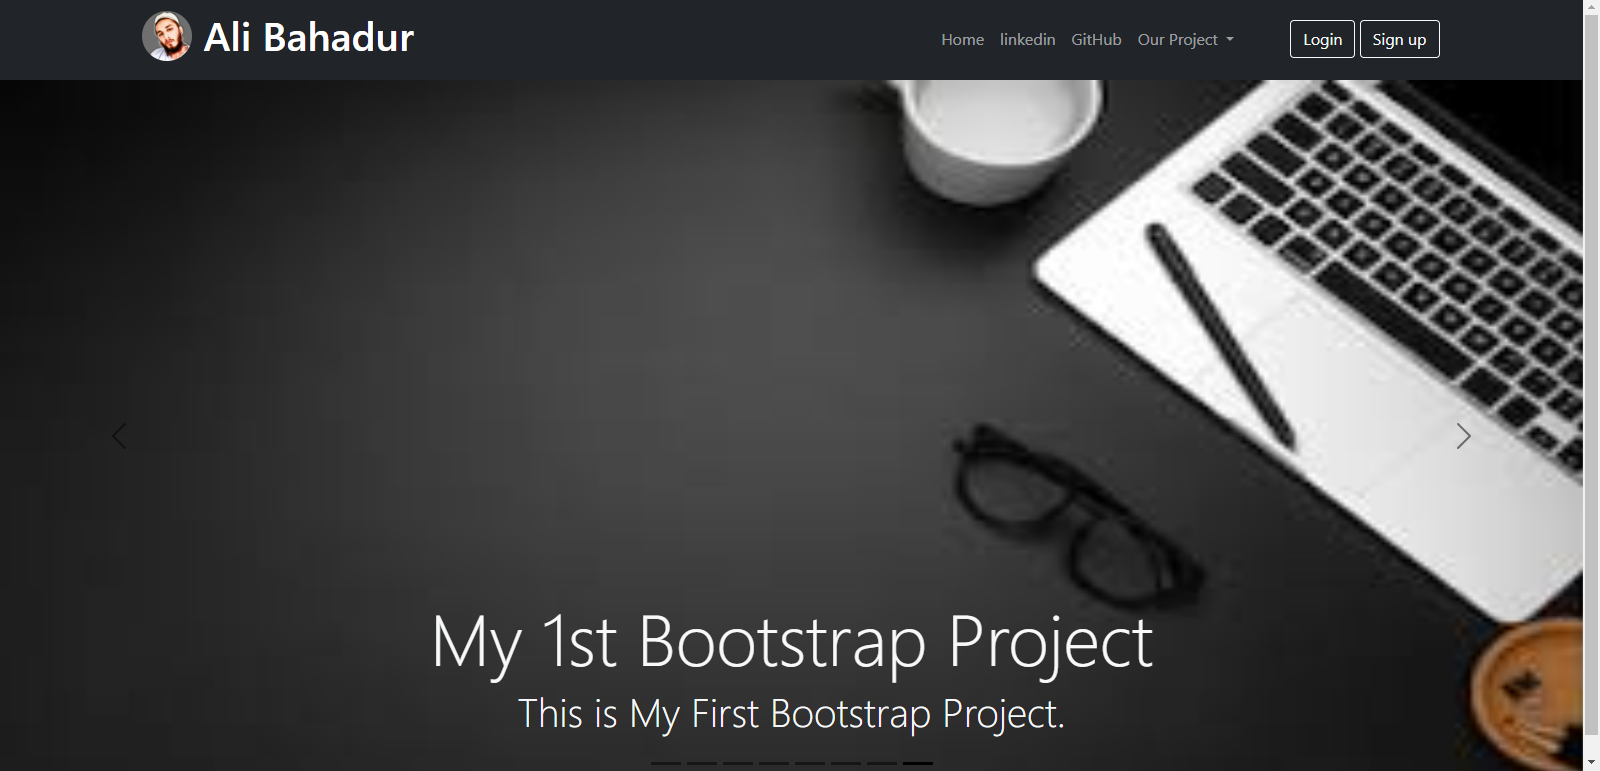 Ali Bahadur
Home linkedin GitHub Our Project
Login Sign up
My 1st Bootstrap Project
This is My First Bootstrap Project.